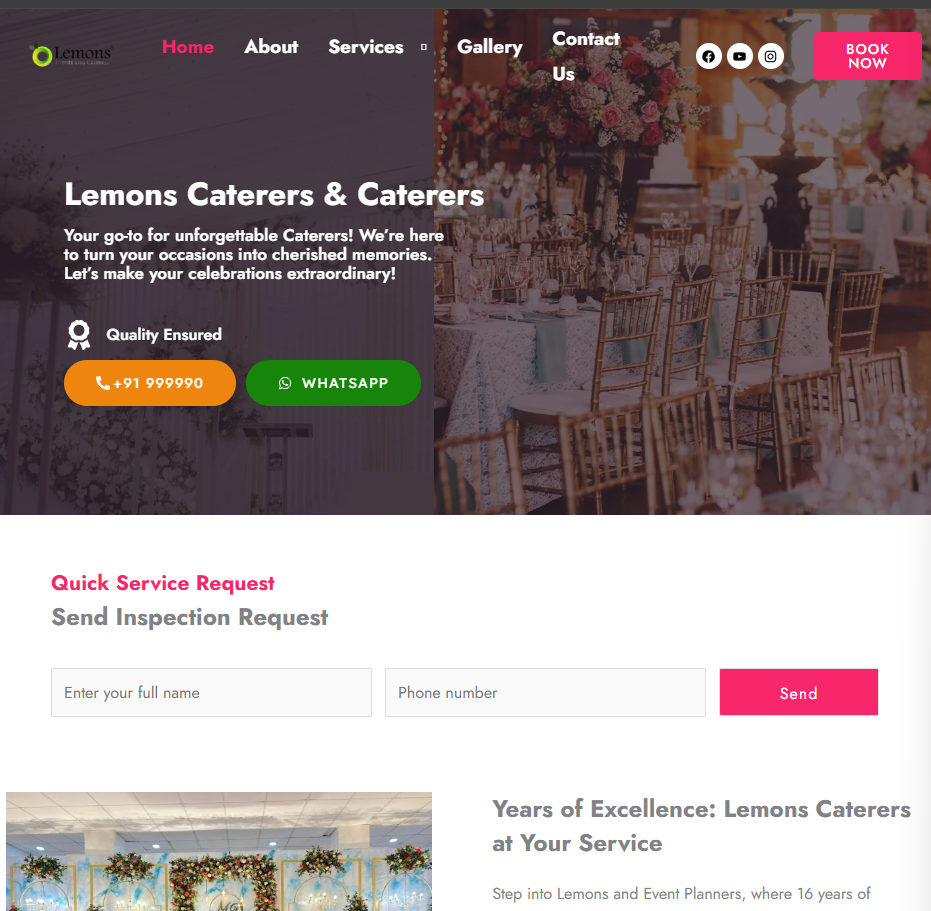 Lemons
Home
About
Services
Gallery
Contact
Us
BOOK
NOW
Lemons Caterers & Caterers
Your go-to for unforgettable Caterers! We’re here
to turn your occasions into cherished memories.
Let’s make your celebrations extraordinary!
Quality Ensured
+91 999990
WHATSAPP
Quick Service Request
Send Inspection Request
Enter your full name
Phone number
Send
Years of Excellence: Lemons Caterers
at Your Service
Step into Lemons and Event Planners, where 16 years of